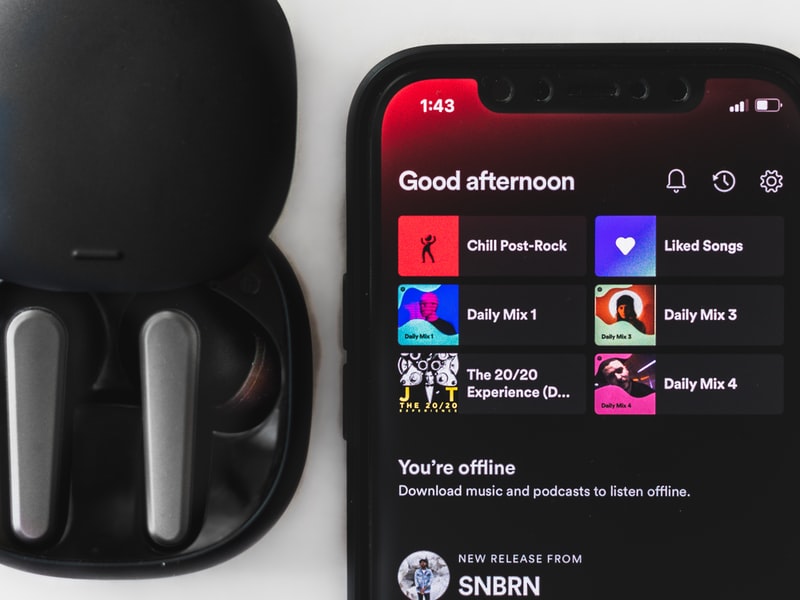 1:43
Good afternoon
Chill Post-Rock
Liked Songs
Daily Mix 1
Daily Mix 1
Daily Mix 3
Daily Mix 3
J T
THE 20/20
EXPERIENCE
The 20/20
Experience (D...
Daily Mix 4
Daily Mix 4
You're offline
Download music and podcasts to listen offline.
NEW RELEASE FROM
SNBRN